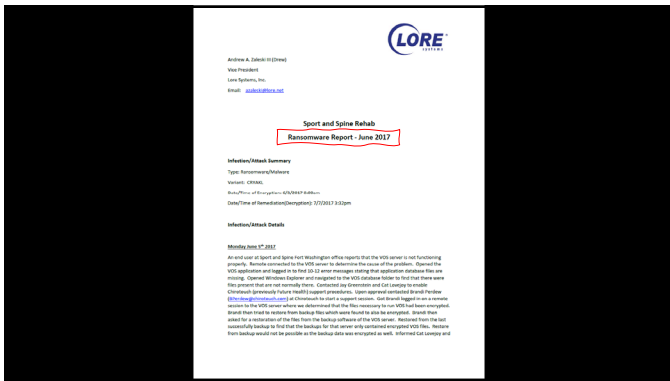 LORE
systems
Andrew A. Zaleski III (Drew)
Vice President
Lore Systems, Inc.
Email: azaleski@lore.net
Sport and Spine Rehab
Ransomware Report - June 2017
Infection/Attack Summary
Type: Ransomware/Malware
Variant: CRYAKL
Date/Time of Encryption: 6/3/2017
Date/Time of Remediation(Decryption): 7/7/2017 3:12pm
Infection/Attack Details
Monday June 5th 2017
An end user at Sport and Spine Fort Washington office reports that the VOS server is not functioning
properly. Remote connected to the VOS server to determine the cause of the problem. Opened the
VOS application and logged in to find 10-12 error messages stating that application database files are
missing. Opened Windows Explorer and navigated to the VOS database folder to find that there were
files present that are not normally there. Contacted Jay Greenstein and Cat Lovejoy to enable
Chirotouch (previously Future Health) support procedures. Upon approval contacted Brandi Perdew
(BPerdew@chirotouch.com) at Chirotouch to start a support session. Got Brandi logged in on a remote
session to the VOS server where we determined that the files necessary to run VOS had been encrypted.
Brandi then tried to restore from backup files which were found to also be encrypted. Brandi then
asked for a restoration of the files from the backup software of the VOS server. Restored from the last
successfully backup to find that the backups for that server only contained encrypted VOS files. Restore
from backup would not be possible as the backup data was encrypted as well. Informed Cat Lovejoy and